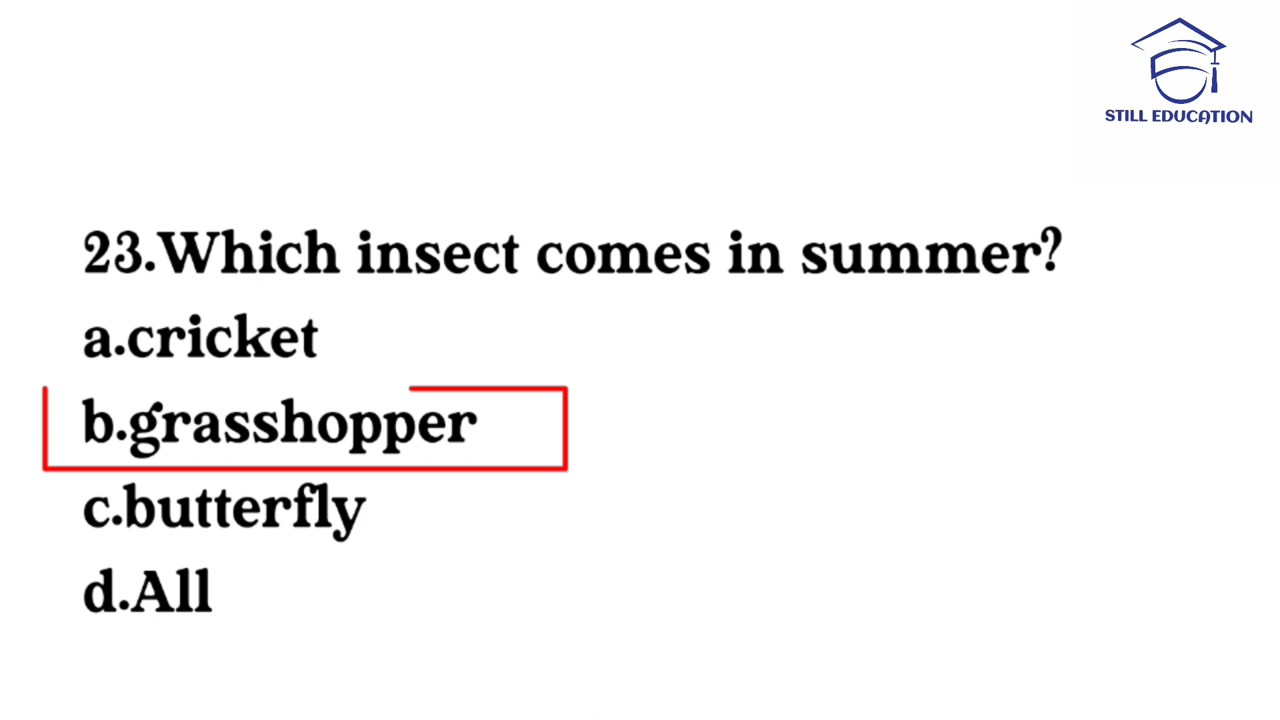 STILL EDUCATION
23.Which insect comes in summer?
a.cricket
b.grasshopper
c.butterfly
d.All